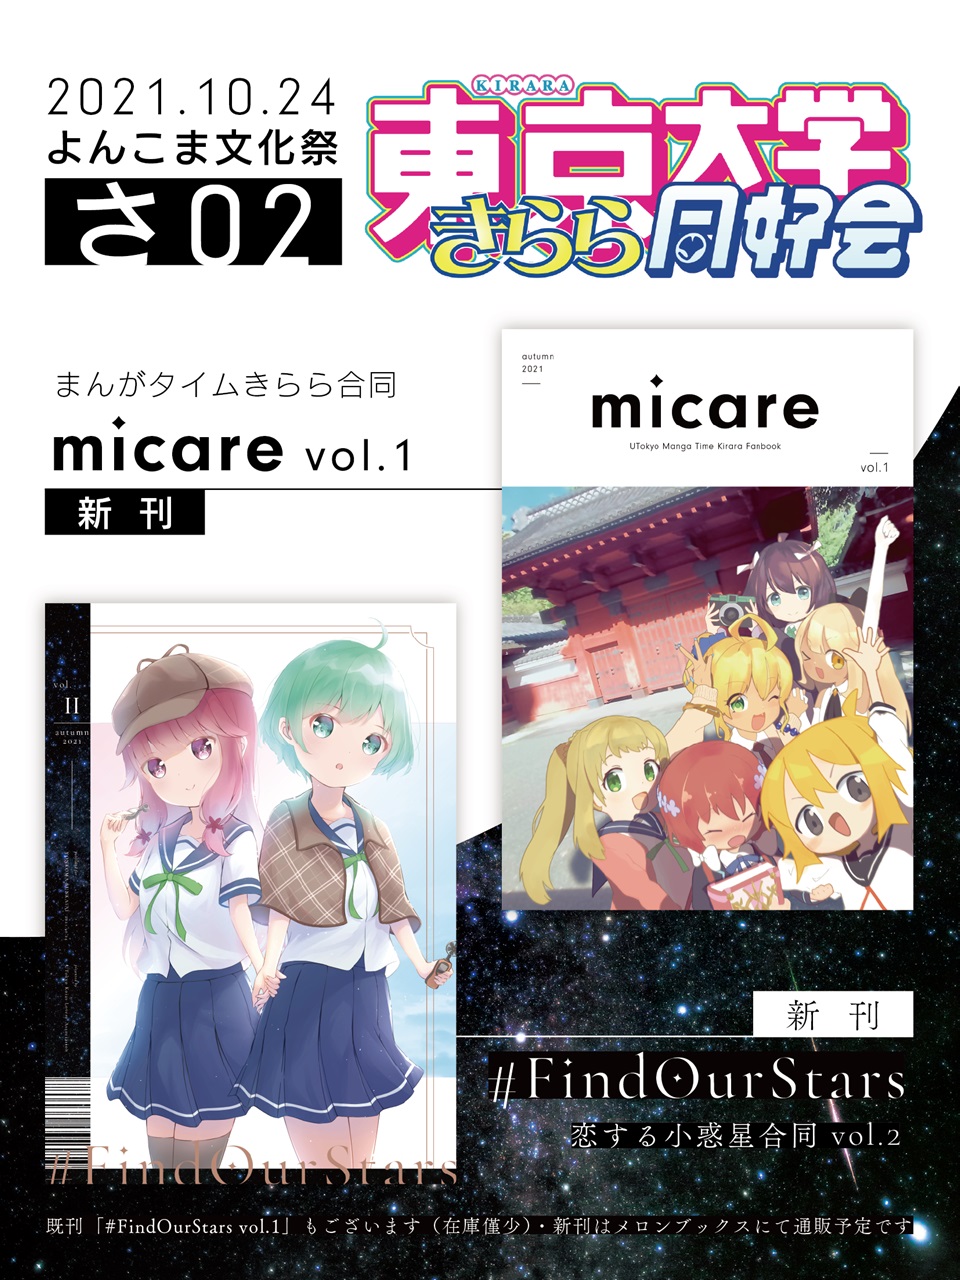 2021.10.24
よんこま文化祭
さ02
KIRARA
東京大学
きらら同好会
まんがタイムきらら合同
micare vol.1
新刊
autumn
2021
micare
UTokyo Manga Time Kirara Fanbook
vol.1
vol.
II
autumn
2021
#FindOurStars
新刊
#FindOurStars
恋する小惑星合同 vol.2
既刊「#FindOurStars vol.1」もございます（在庫僅少）・新刊はメロンブックスにて通販予定です